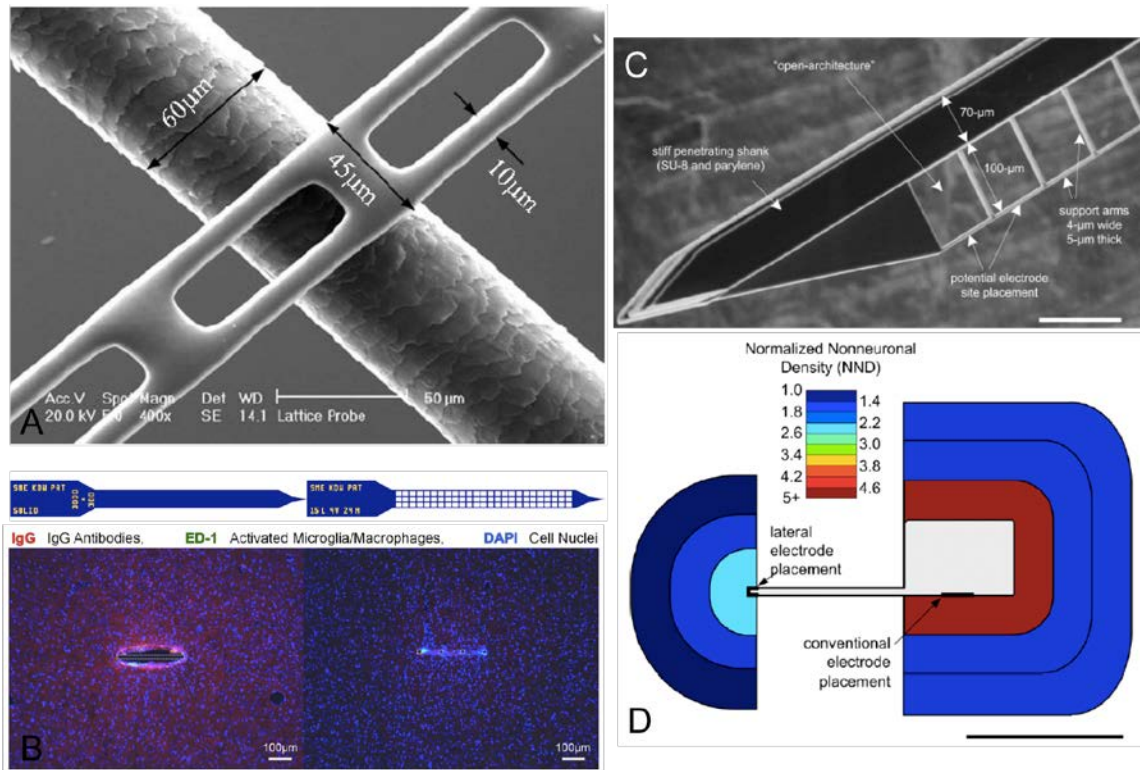 60µm
45µm
10µm
Acc.V Spot Magn Det WD
20.0 kV 400x SE 14.1 Lattice Probe
50 µm
A
SOLID
IgG IgG Antibodies, ED-1 Activated Microglia/Macrophages, DAPI Cell Nuclei
100µm
100µm
B
C
"open-architecture"
stiff penetrating shank
(SU-8 and parylene)
70-µm
100-µm
support arms
4-µm wide
5-µm thick
potential electrode
site placement
Normalized Nonneuronal
Density (NND)
1.0
1.4
1.8
2.2
2.6
3.0
3.4
3.8
4.2
4.6
5+
lateral
electrode
placement
conventional
electrode
placement
D